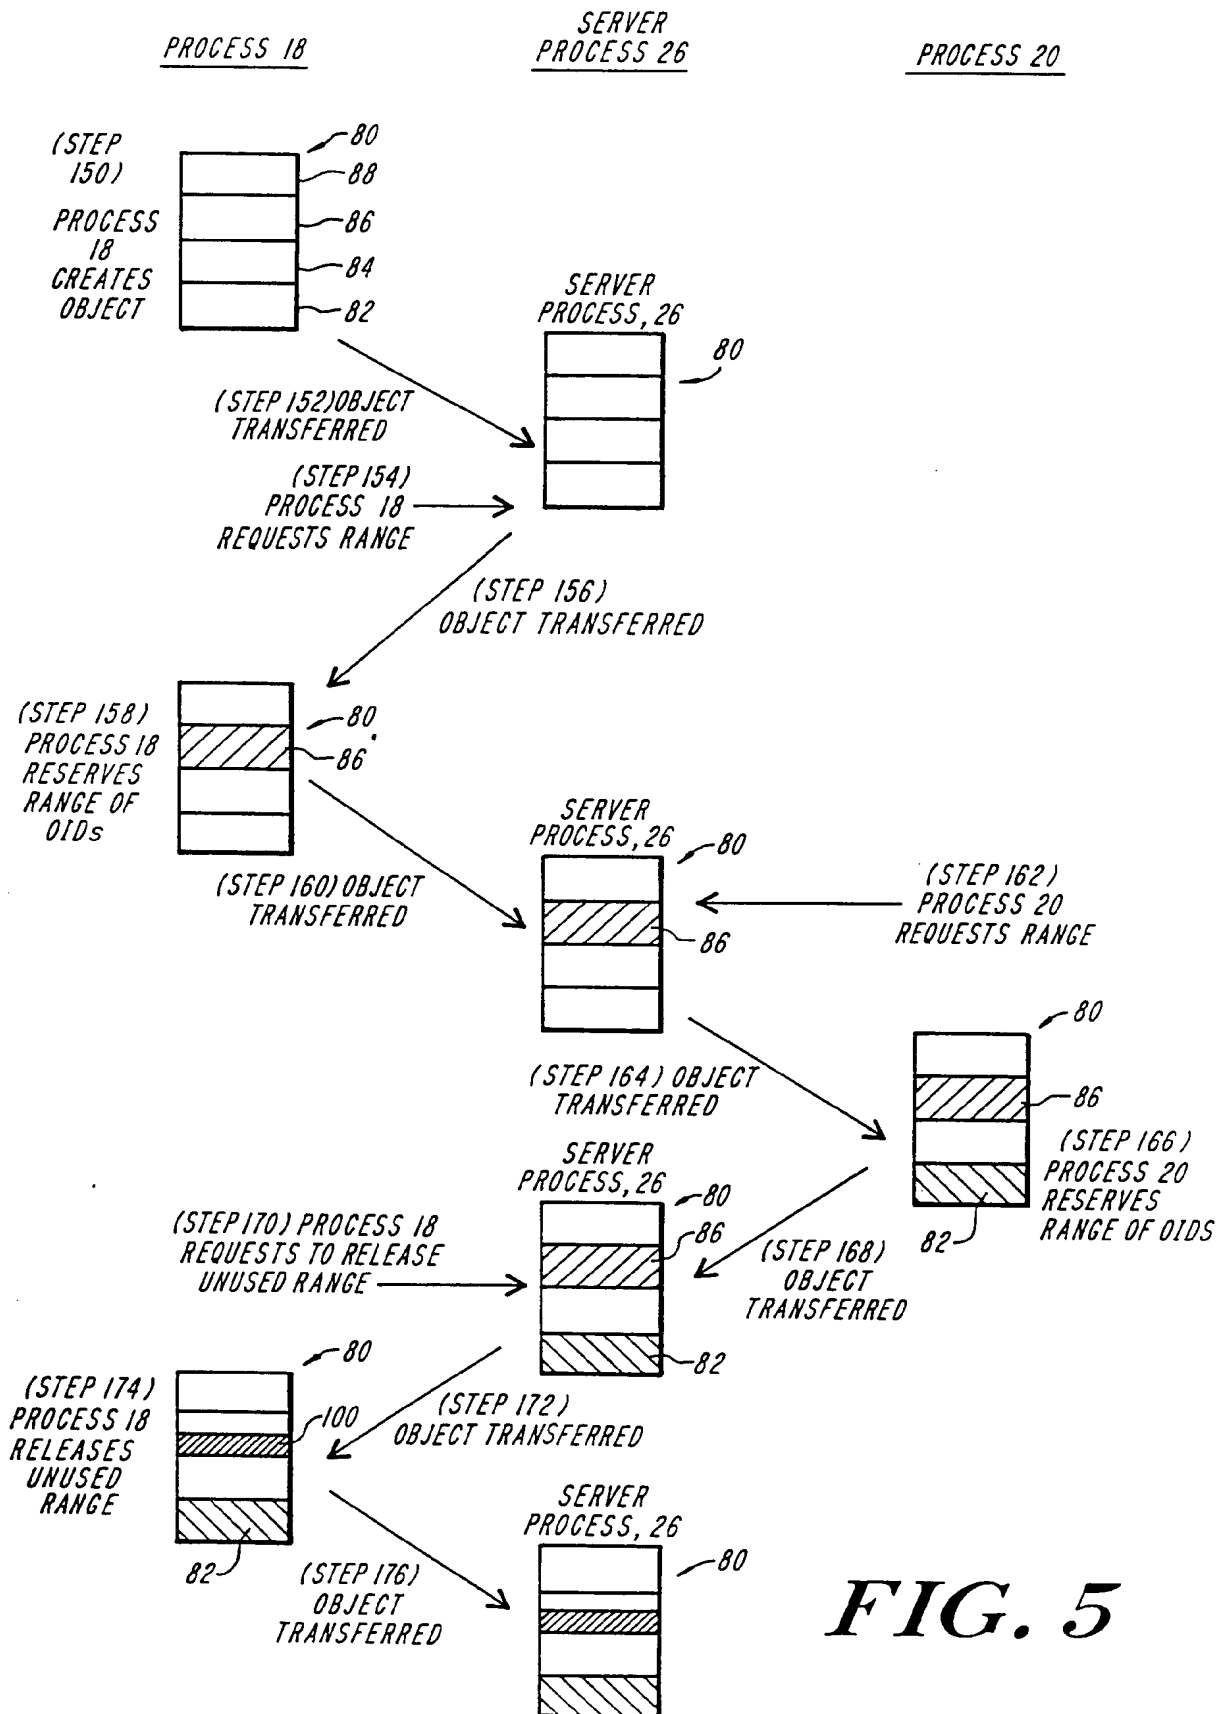 PROCESS 18
SERVER
PROCESS 26
PROCESS 20
(STEP
150)
PROCESS
18
CREATES
OBJECT
80
88
86
84
82
SERVER
PROCESS, 26
80
(STEP 152) OBJECT
TRANSFERRED
(STEP 154)
PROCESS 18
REQUESTS RANGE
(STEP 156)
OBJECT TRANSFERRED
(STEP 158)
PROCESS 18
RESERVES
RANGE OF
OIDs
80
86
(STEP 160) OBJECT
TRANSFERRED
SERVER
PROCESS, 26
80
86
(STEP 162)
PROCESS 20
REQUESTS RANGE
(STEP 164) OBJECT
TRANSFERRED
80
86
82
(STEP 166)
PROCESS 20
RESERVES
RANGE OF OIDS
SERVER
PROCESS, 26
80
86
82
(STEP 168)
OBJECT
TRANSFERRED
(STEP 170) PROCESS 18
REQUESTS TO RELEASE
UNUSED RANGE
(STEP 172)
OBJECT TRANSFERRED
(STEP 174)
PROCESS 18
RELEASES
UNUSED
RANGE
80
100
82
(STEP 176)
OBJECT
TRANSFERRED
SERVER
PROCESS, 26
80
FIG. 5